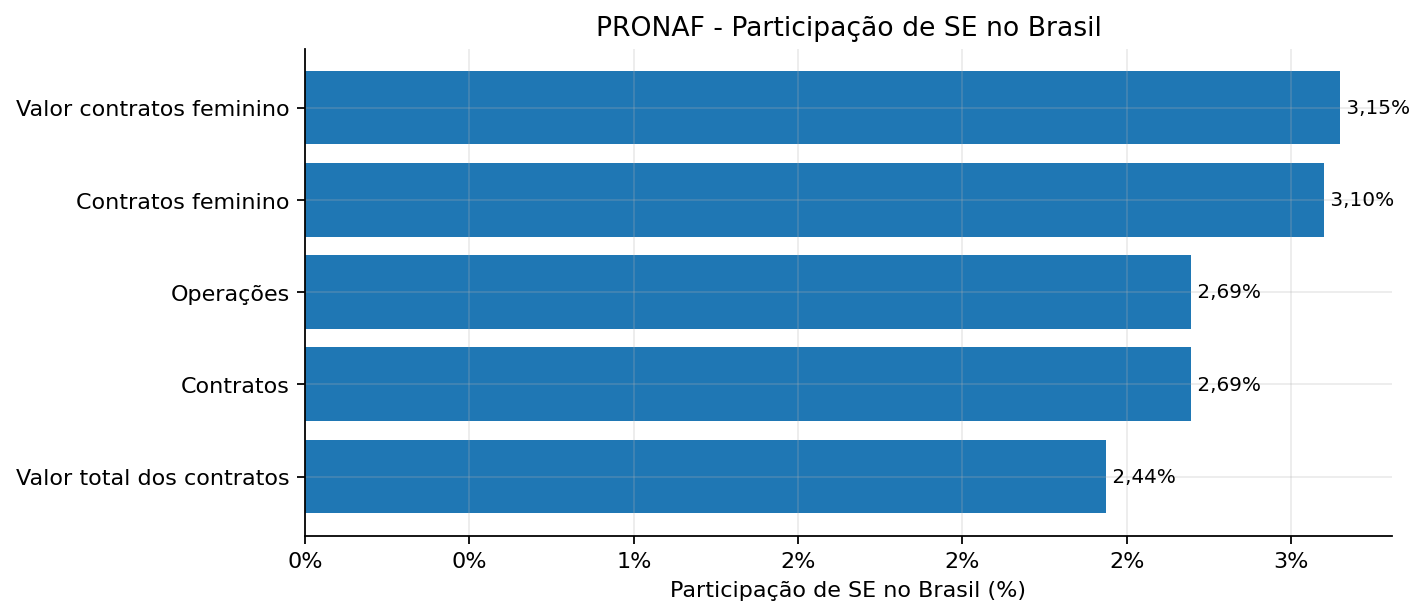 PRONAF - Participação de SE no Brasil
Valor contratos feminino
3,15%
Contratos feminino
3,10%
Operações
2,69%
Contratos
2,69%
Valor total dos contratos
2,44%
0% 0% 1% 2% 2% 2% 3%
Participação de SE no Brasil (%)